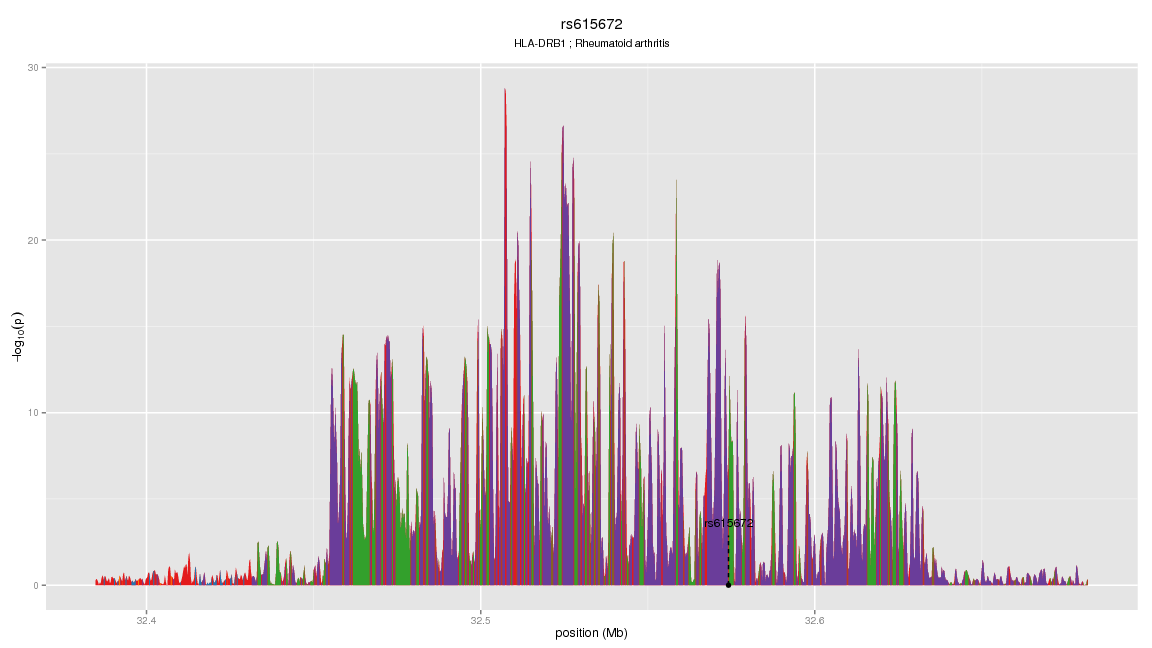 rs615672
HLA-DRB1 ; Rheumatoid arthritis
30
20
10
0
−log10(p)
rs615672
32.4
32.5
32.6
position (Mb)